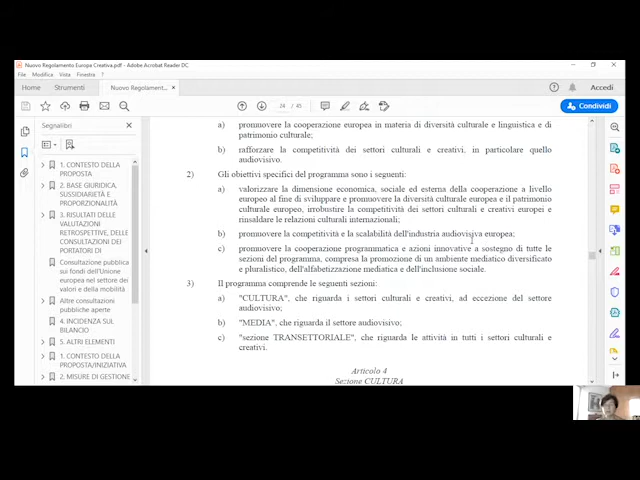 Nuovo Regolamento Europa Creativa.pdf - Adobe Acrobat Reader DC
File Modifica Vista Finestra ?
Home Strumenti Nuovo Regolament... × Accedi
24 / 45 Condividi
Segnalibri ×
1. CONTESTO DELLA
PROPOSTA
2. BASE GIURIDICA,
SUSSIDIARIETÀ E
PROPORZIONALITÀ
3. RISULTATI DELLE
VALUTAZIONI
RETROSPETTIVE, DELLE
CONSULTAZIONI DEI
PORTATORI DI
Consultazione pubblica
sui fondi dell'Unione
europea nel settore dei
valori e della mobilità
Altre consultazioni
pubbliche aperte
4. INCIDENZA SUL
BILANCIO
5. ALTRI ELEMENTI
1. CONTESTO DELLA
PROPOSTA/INIZIATIVA
2. MISURE DI GESTIONE
a) promuovere la cooperazione europea in materia di diversità culturale e linguistica e di
patrimonio culturale;
b) rafforzare la competitività dei settori culturali e creativi, in particolare quello
audiovisivo.
2) Gli obiettivi specifici del programma sono i seguenti:
a) valorizzare la dimensione economica, sociale ed esterna della cooperazione a livello
europeo al fine di sviluppare e promuovere la diversità culturale europea e il patrimonio
culturale europeo, irrobustire la competitività dei settori culturali e creativi europei e
rinsaldare le relazioni culturali internazionali;
b) promuovere la competitività e la scalabilità dell'industria audiovisiva europea;
c) promuovere la cooperazione programmatica e azioni innovative a sostegno di tutte le
sezioni del programma, compresa la promozione di un ambiente mediatico diversificato
e pluralistico, dell'alfabetizzazione mediatica e dell'inclusione sociale.
3) Il programma comprende le seguenti sezioni:
a) "CULTURA", che riguarda i settori culturali e creativi, ad eccezione del settore
audiovisivo;
b) "MEDIA", che riguarda il settore audiovisivo;
c) "sezione TRANSETTORIALE", che riguarda le attività in tutti i settori culturali e
creativi.
Articolo 4
Sezione CULTURA